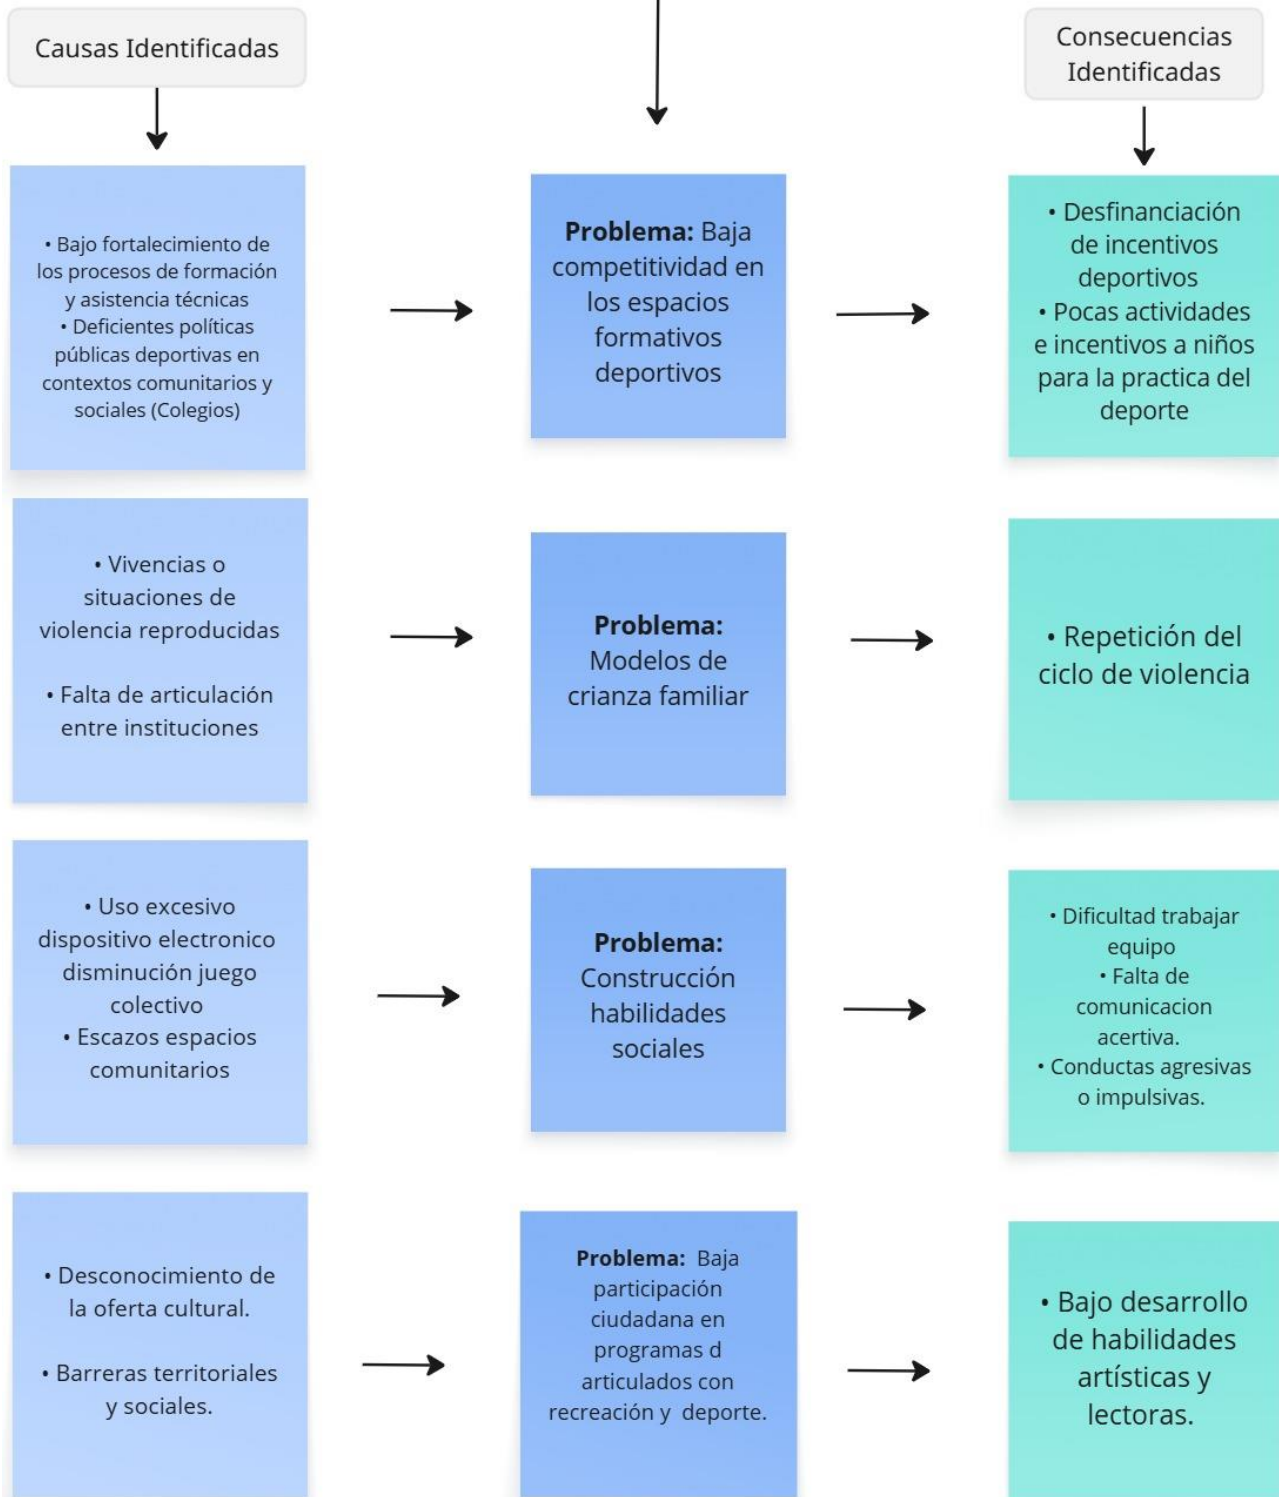 Causas Identificadas
Consecuencias
Identificadas
• Bajo fortalecimiento de
los procesos de formación
y asistencia técnicas
• Deficientes políticas
públicas deportivas en
contextos comunitarios y
sociales (Colegios)
Problema: Baja
competitividad en
los espacios
formativos
deportivos
• Desfinanciación
de incentivos
deportivos
• Pocas actividades
e incentivos a niños
para la practica del
deporte
• Vivencias o
situaciones de
violencia reproducidas
• Falta de articulación
entre instituciones
Problema:
Modelos de
crianza familiar
• Repetición del
ciclo de violencia
• Uso excesivo
dispositivo electronico
disminución juego
colectivo
• Escazos espacios
comunitarios
Problema:
Construcción
habilidades
sociales
• Dificultad trabajar
equipo
• Falta de
comunicacion
acertiva.
• Conductas agresivas
o impulsivas.
• Desconocimiento de
la oferta cultural.
• Barreras territoriales
y sociales.
Problema: Baja
participación
ciudadana en
programas d
articulados con
recreación y deporte.
• Bajo desarrollo
de habilidades
artísticas y
lectoras.